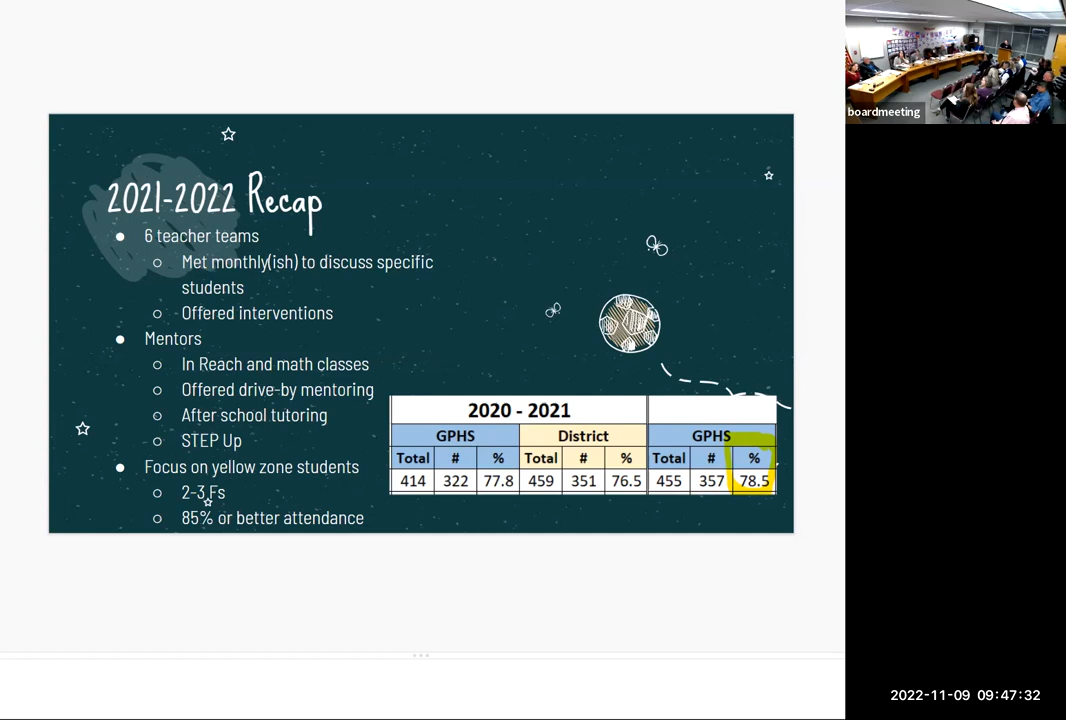 boardmeeting
2021-2022 Recap
● 6 teacher teams
○ Met monthly(ish) to discuss specific
students
○ Offered interventions
● Mentors
○ In Reach and math classes
○ Offered drive-by mentoring
○ After school tutoring
○ STEP Up
● Focus on yellow zone students
○ 2-3 Fs
○ 85% or better attendance
2020 - 2021
GPHS District GPHS
Total # % Total # % Total # %
414 322 77.8 459 351 76.5 455 357 78.5
2022-11-09 09:47:32